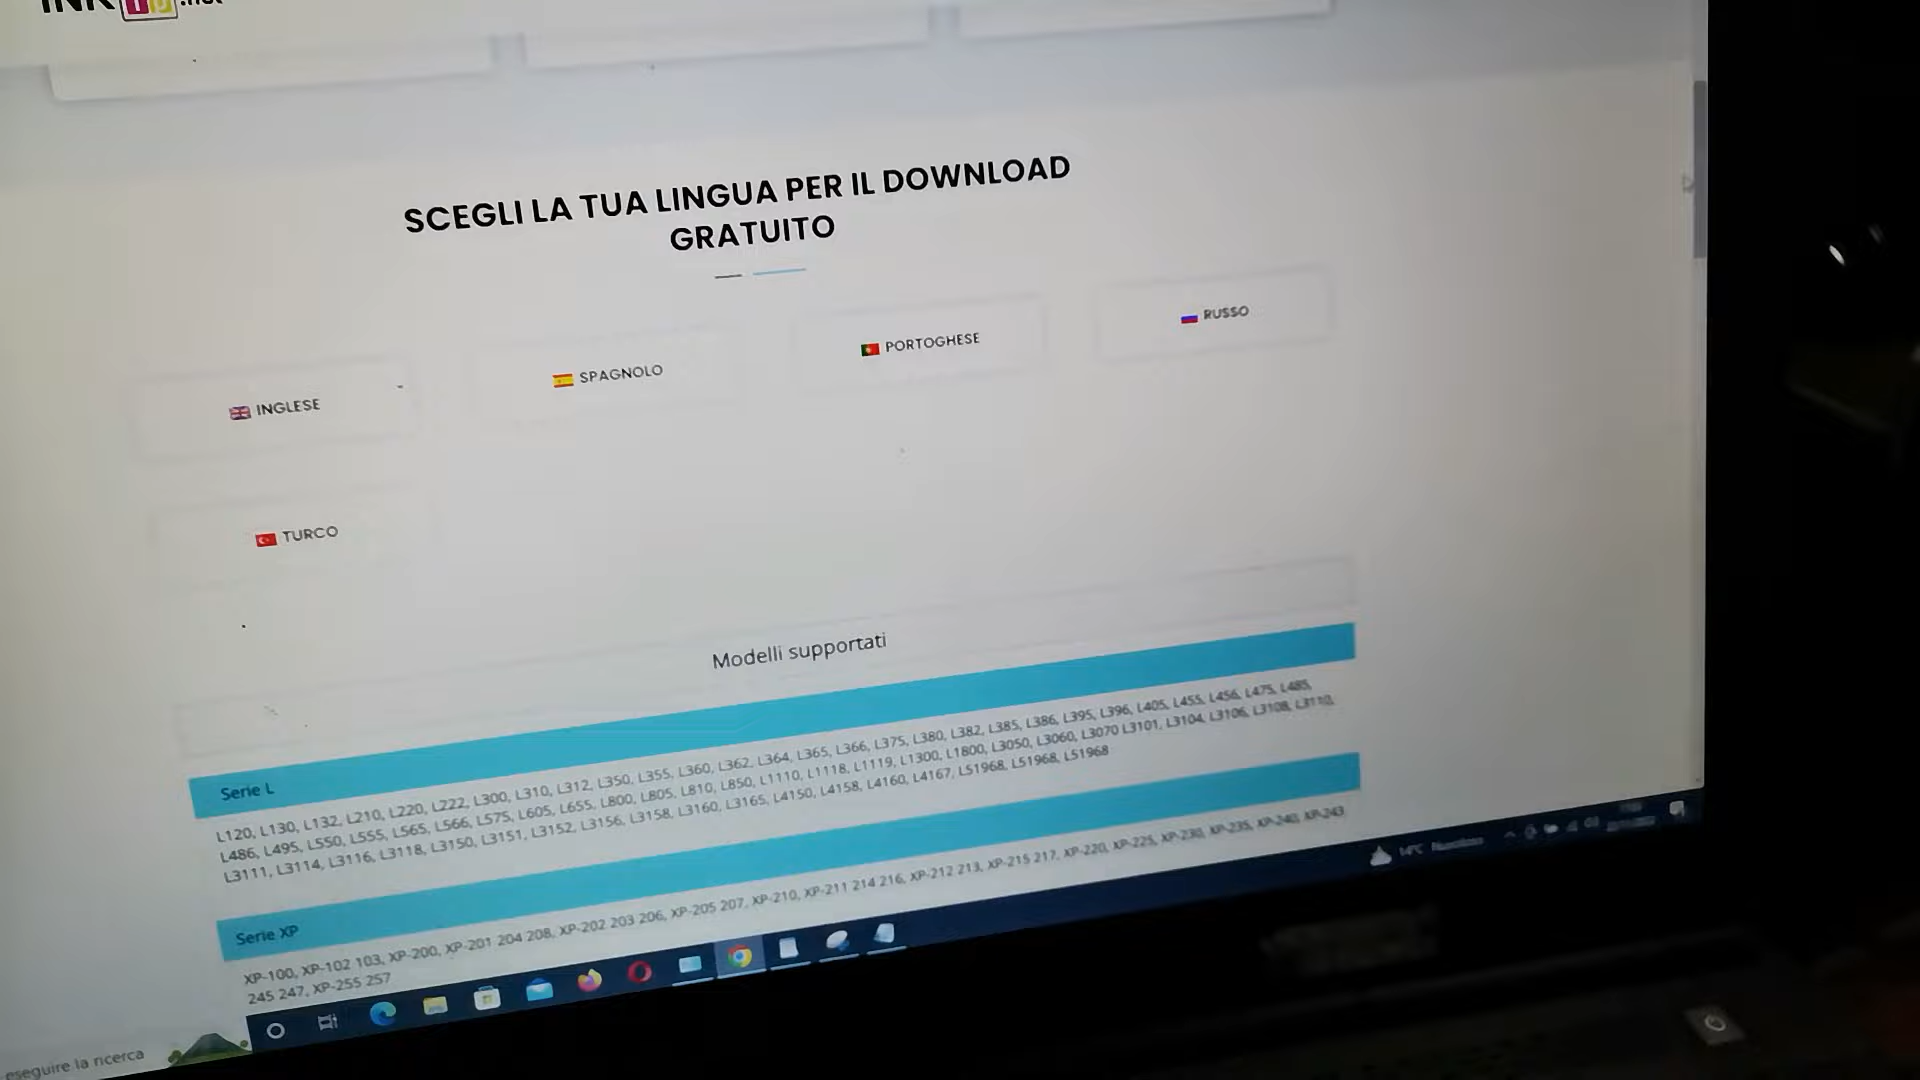 SCEGLI LA TUA LINGUA PER IL DOWNLOAD
GRATUITO
INGLESE
SPAGNOLO
PORTOGHESE
RUSSO
TURCO
Modelli supportati
Serie L
L120, L130, L132, L210, L220, L222, L300, L310, L312, L350, L355, L360, L362, L364, L365, L366, L375, L380, L382, L385, L386, L395, L396, L405, L455, L456, L475, L485,
L486, L495, L550, L555, L565, L566, L575, L605, L655, L800, L805, L810, L850, L1110, L1118, L1119, L1300, L1800, L3050, L3060, L3070 L3101, L3104, L3106, L3108, L3110,
L3111, L3114, L3116, L3118, L3150, L3151, L3152, L3156, L3158, L3160, L3165, L4150, L4158, L4160, L4167, L51968, L51968, L51968
Serie XP
XP-100, XP-102 103, XP-200, XP-201 204 208, XP-202 203 206, XP-205 207, XP-210, XP-211 214 216, XP-212 213, XP-215 217, XP-220, XP-225, XP-230, XP-235, XP-240, XP-243
245 247, XP-255 257
eseguire la ricerca
14°C